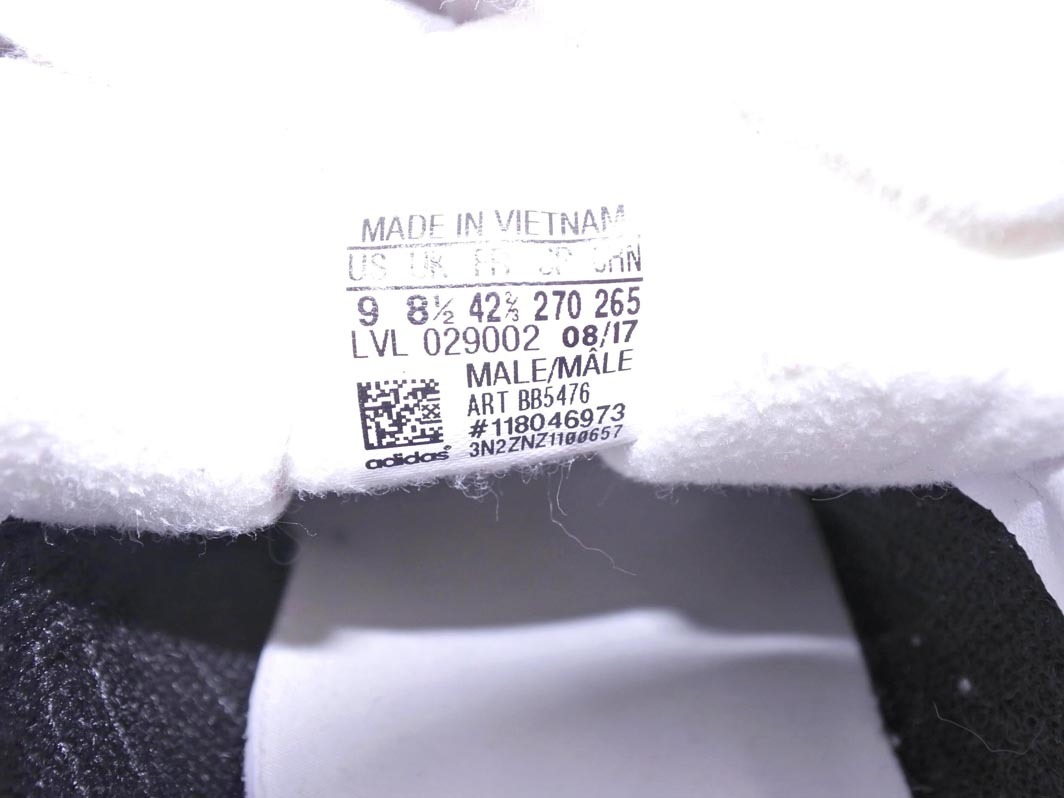 MADE IN VIETNAM
US UK FR JP CHN
9 8½ 42⅔ 270 265
LVL 029002 08/17
MALE/MÂLE
ART BB5476
#118046973
3N2ZNZ1100657
adidas